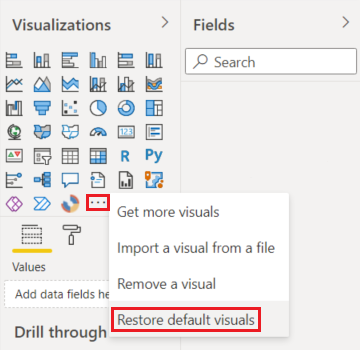 Visualizations
Fields
Search
123
R
Py
Get more visuals
Import a visual from a file
Remove a visual
Restore default visuals
Values
Add data fields he
Drill through